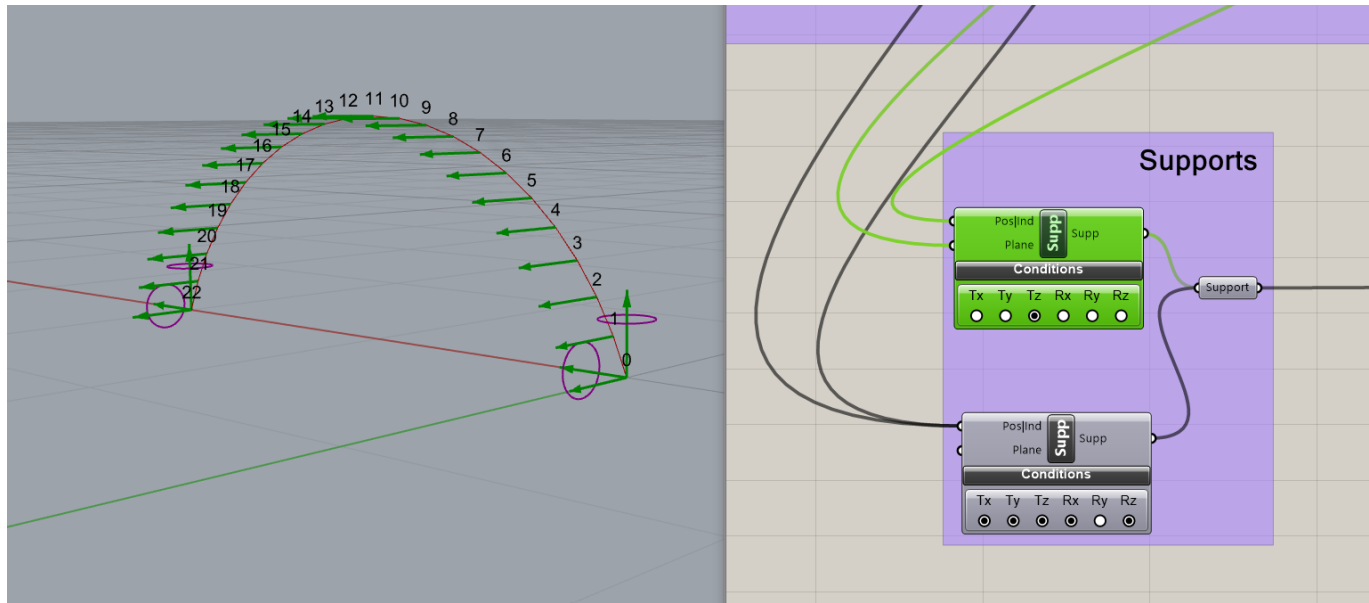 12
11
13
10
14
9
15
8
16
7
17
6
18
5
19
4
20
3
21
2
22
1
0
Supports
Pos|Ind
Plane
Supp
Supp
Conditions
Tx Ty Tz Rx Ry Rz
Support
Pos|Ind
Plane
Supp
Supp
Conditions
Tx Ty Tz Rx Ry Rz